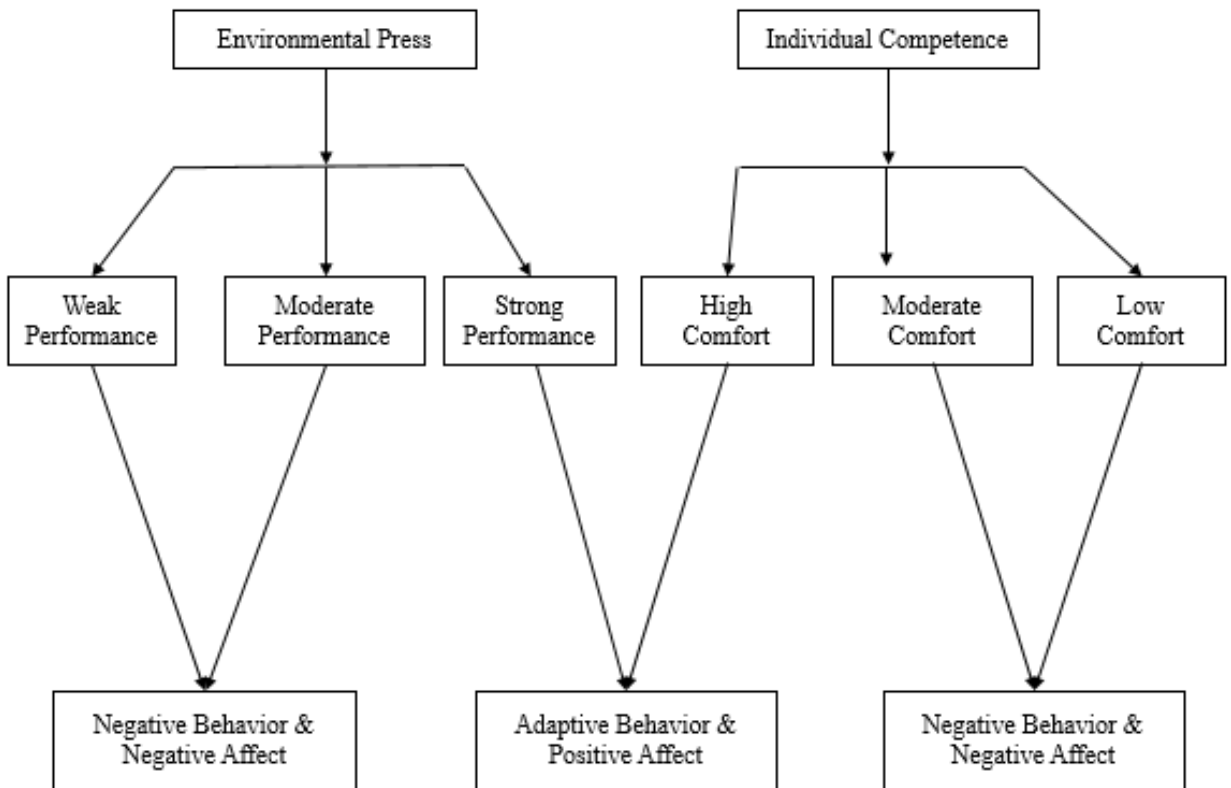 Environmental Press
Individual Competence
Weak
Performance
Moderate
Performance
Strong
Performance
High
Comfort
Moderate
Comfort
Low
Comfort
Negative Behavior &
Negative Affect
Adaptive Behavior &
Positive Affect
Negative Behavior &
Negative Affect